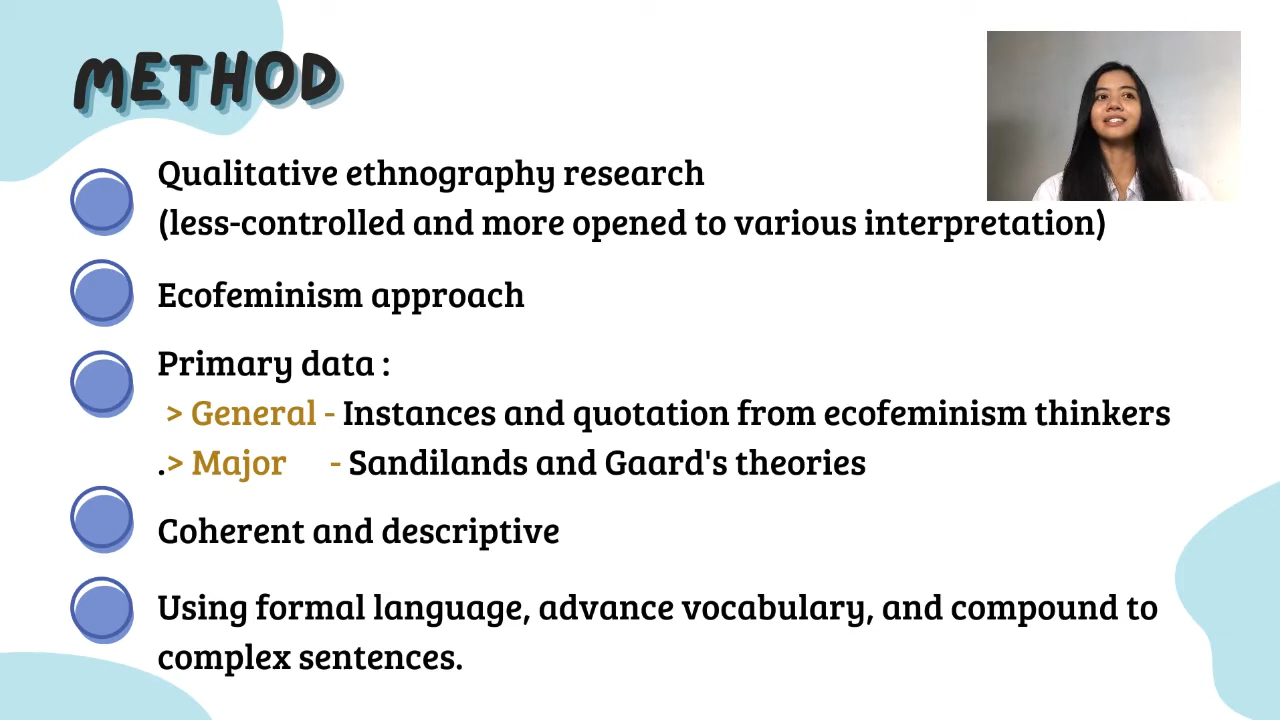 METHOD
Qualitative ethnography research
(less-controlled and more opened to various interpretation)
Ecofeminism approach
Primary data :
> General - Instances and quotation from ecofeminism thinkers
.> Major - Sandilands and Gaard's theories
Coherent and descriptive
Using formal language, advance vocabulary, and compound to
complex sentences.